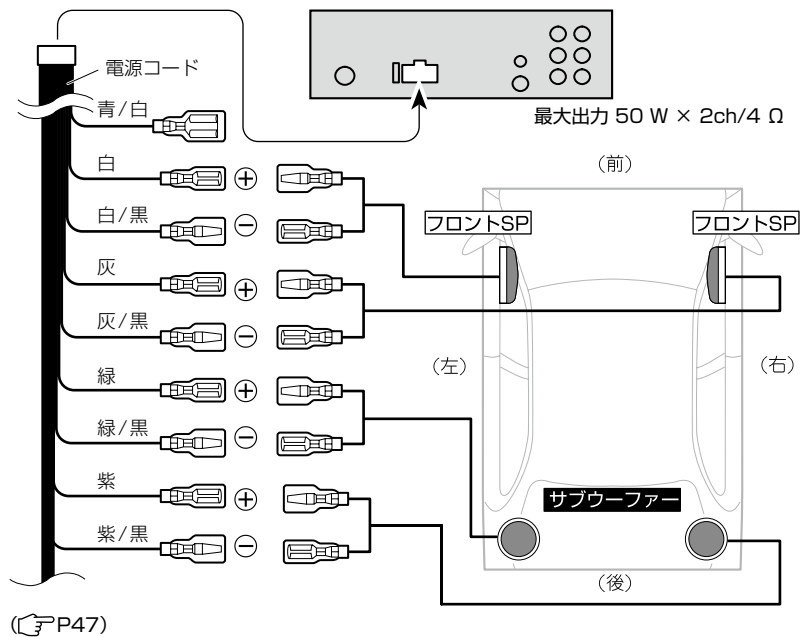 電源コード
最大出力 50 W × 2ch/4 Ω
青/白
白
⊕
白/黒
⊖
灰
⊕
灰/黒
⊖
緑
⊕
緑/黒
⊖
紫
⊕
紫/黒
⊖
(前)
フロントSP
フロントSP
(左)
(右)
サブウーファー
(後)
(P47)